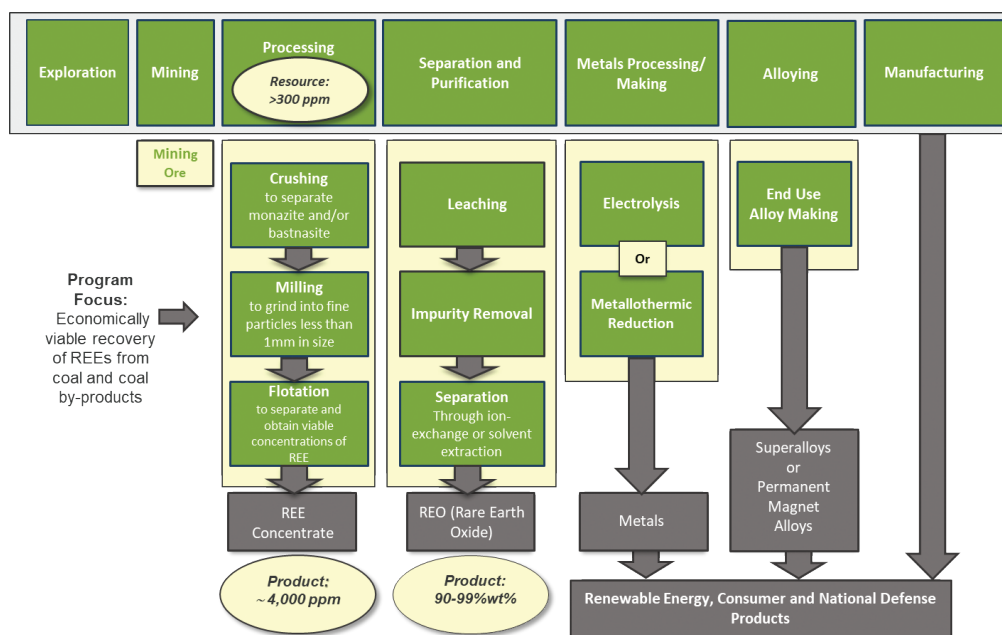 Exploration
Mining
Processing
Resource:
>300 ppm
Separation and
Purification
Metals Processing/
Making
Alloying
Manufacturing
Mining
Ore
Crushing
to separate
monazite and/or
bastnasite
Milling
to grind into fine
particles less than
1mm in size
Flotation
to separate and
obtain viable
concentrations of
REE
REE
Concentrate
Product:
~4,000 ppm
Leaching
Impurity Removal
Separation
Through ion-
exchange or solvent
extraction
REO (Rare Earth
Oxide)
Product:
90-99%wt%
Electrolysis
Or
Metallothermic
Reduction
Metals
End Use
Alloy Making
Superalloys
or
Permanent
Magnet
Alloys
Renewable Energy, Consumer and National Defense
Products
Program
Focus:
Economically
viable recovery
of REEs from
coal and coal
by-products